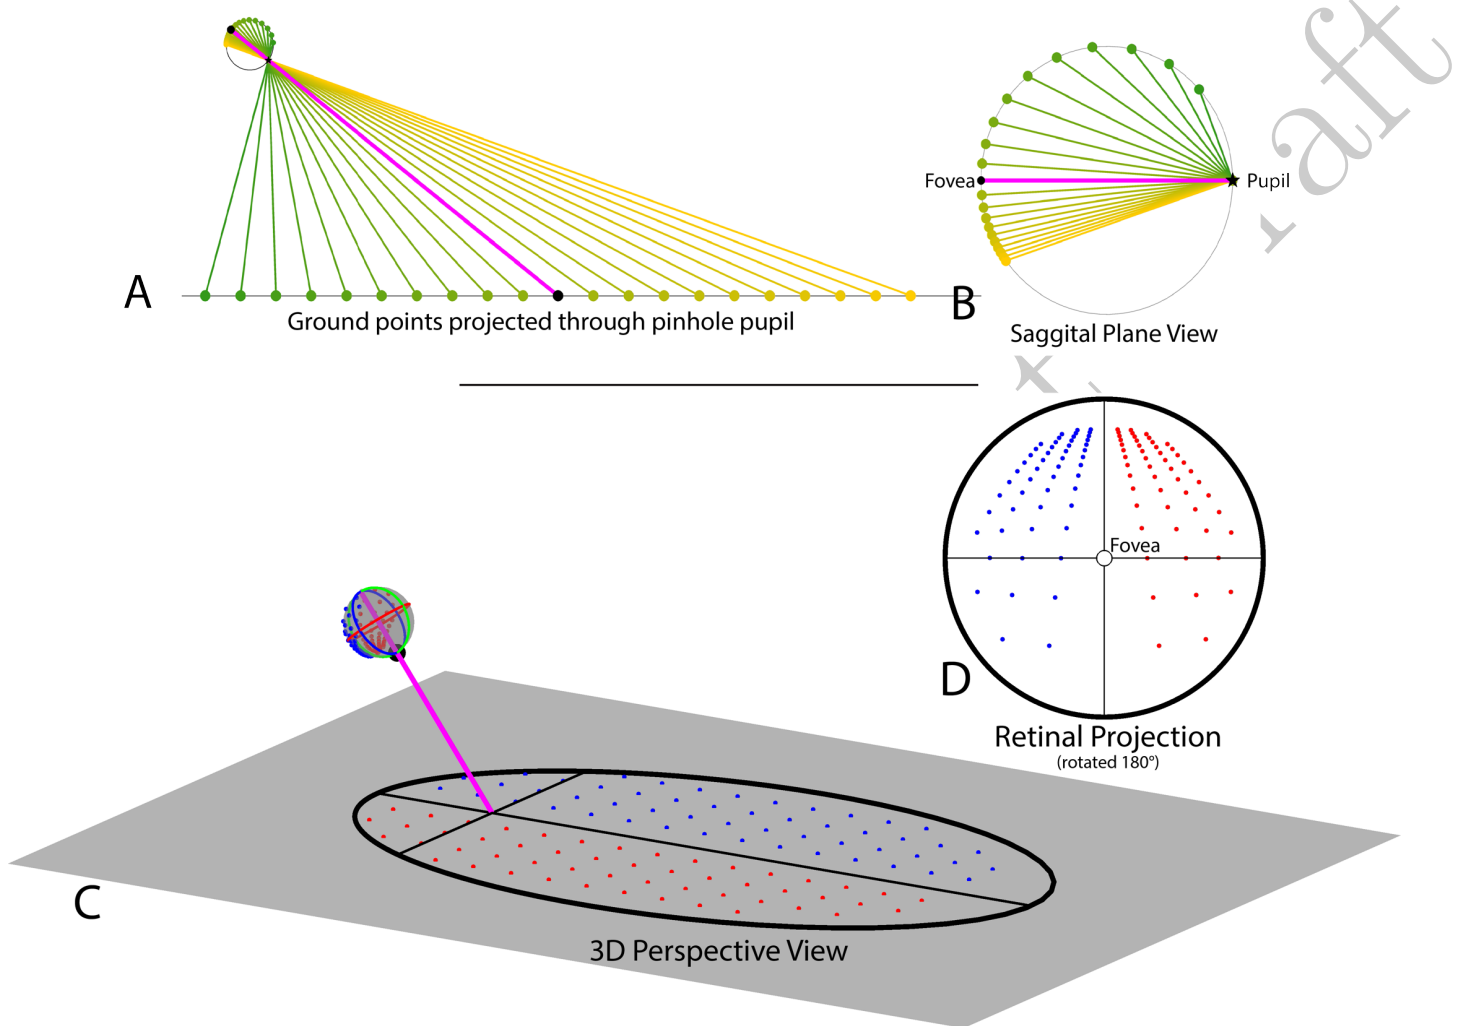 A
Ground points projected through pinhole pupil
Fovea
Pupil
B
Saggital Plane View
Fovea
D
Retinal Projection
(rotated 180°)
C
3D Perspective View